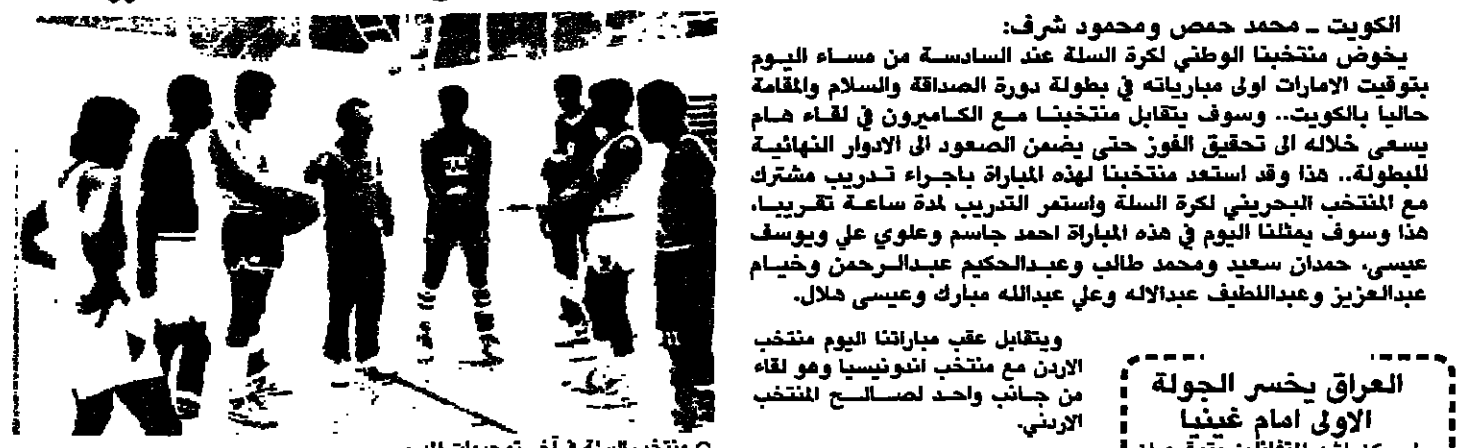 الكويت ـ محمد حمص ومحمود شرف:
يخوض منتخبنا الوطني لكرة السلة عند السادسة من مساء اليوم
بتوقيت الامارات اولى مبارياته في بطولة دورة الصداقة والسلام والمقامة
حاليا بالكويت.. وسوف يتقابل منتخبنا مع الكاميرون في لقاء هام
يسعى خلاله الى تحقيق الفوز حتى يضمن الصعود الى الادوار النهائية
للبطولة.. هذا وقد استعد منتخبنا لهذه المباراة باجراء تدريب مشترك
مع المنتخب البحريني لكرة السلة واستمر التدريب لمدة ساعة تقريبا.
هذا وسوف يمثلنا اليوم في هذه المباراة احمد جاسم وعلوي علي ويوسف
عيسى. حمدان سعيد ومحمد طالب وعبدالحكيم عبدالرحمن وخيام
عبدالعزيز وعبداللطيف عبدالاله وعلي عبدالله مبارك وعيسى هلال.
ويتقابل عقب مباراتنا اليوم منتخب
الاردن مع منتخب اندونيسيا وهو لقاء
من جانب واحد لصالح المنتخب
الاردني.
العراق يخسر الجولة
الاولى امام غينيا
منتخب السلة في آخر